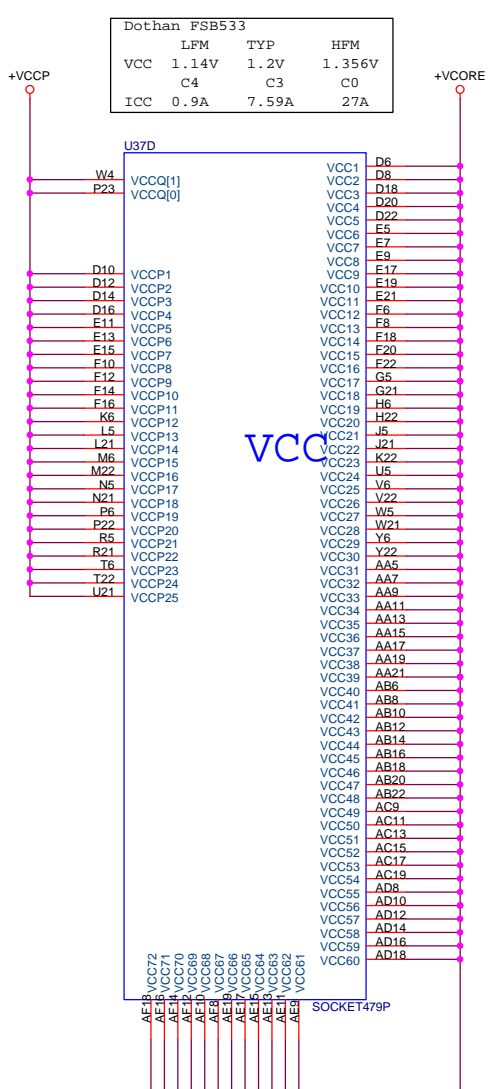 Dothan FSB533
LFM TYP HFM
VCC 1.14V 1.2V 1.356V
C4 C3 C0
ICC 0.9A 7.59A 27A
+VCCP
+VCORE
U37D
W4 VCCQ[1]
P23 VCCQ[0]
D10 VCCP1
D12 VCCP2
D14 VCCP3
D16 VCCP4
E11 VCCP5
E13 VCCP6
E15 VCCP7
F10 VCCP8
F12 VCCP9
F14 VCCP10
F16 VCCP11
K6 VCCP12
L5 VCCP13
L21 VCCP14
M6 VCCP15
M22 VCCP16
N5 VCCP17
N21 VCCP18
P6 VCCP19
P22 VCCP20
R5 VCCP21
R21 VCCP22
T6 VCCP23
T22 VCCP24
U21 VCCP25
VCC
VCC1 D6
VCC2 D8
VCC3 D18
VCC4 D20
VCC5 D22
VCC6 E5
VCC7 E7
VCC8 E9
VCC9 E17
VCC10 E19
VCC11 E21
VCC12 F6
VCC13 F8
VCC14 F18
VCC15 F20
VCC16 F22
VCC17 G5
VCC18 G21
VCC19 H6
VCC20 H22
VCC21 J5
VCC22 J21
VCC23 K22
VCC24 U5
VCC25 V6
VCC26 V22
VCC27 W5
VCC28 W21
VCC29 Y6
VCC30 Y22
VCC31 AA5
VCC32 AA7
VCC33 AA9
VCC34 AA11
VCC35 AA13
VCC36 AA15
VCC37 AA17
VCC38 AA19
VCC39 AA21
VCC40 AB6
VCC41 AB8
VCC42 AB10
VCC43 AB12
VCC44 AB14
VCC45 AB16
VCC46 AB18
VCC47 AB20
VCC48 AB22
VCC49 AC9
VCC50 AC11
VCC51 AC13
VCC52 AC15
VCC53 AC17
VCC54 AC19
VCC55 AD8
VCC56 AD10
VCC57 AD12
VCC58 AD14
VCC59 AD16
VCC60 AD18
AF18 VCC72
AF16 VCC71
AF14 VCC70
AF12 VCC69
AF10 VCC68
AF8 VCC67
AE19 VCC66
AE17 VCC65
AE15 VCC64
AE13 VCC63
AE11 VCC62
AE9 VCC61
SOCKET479P